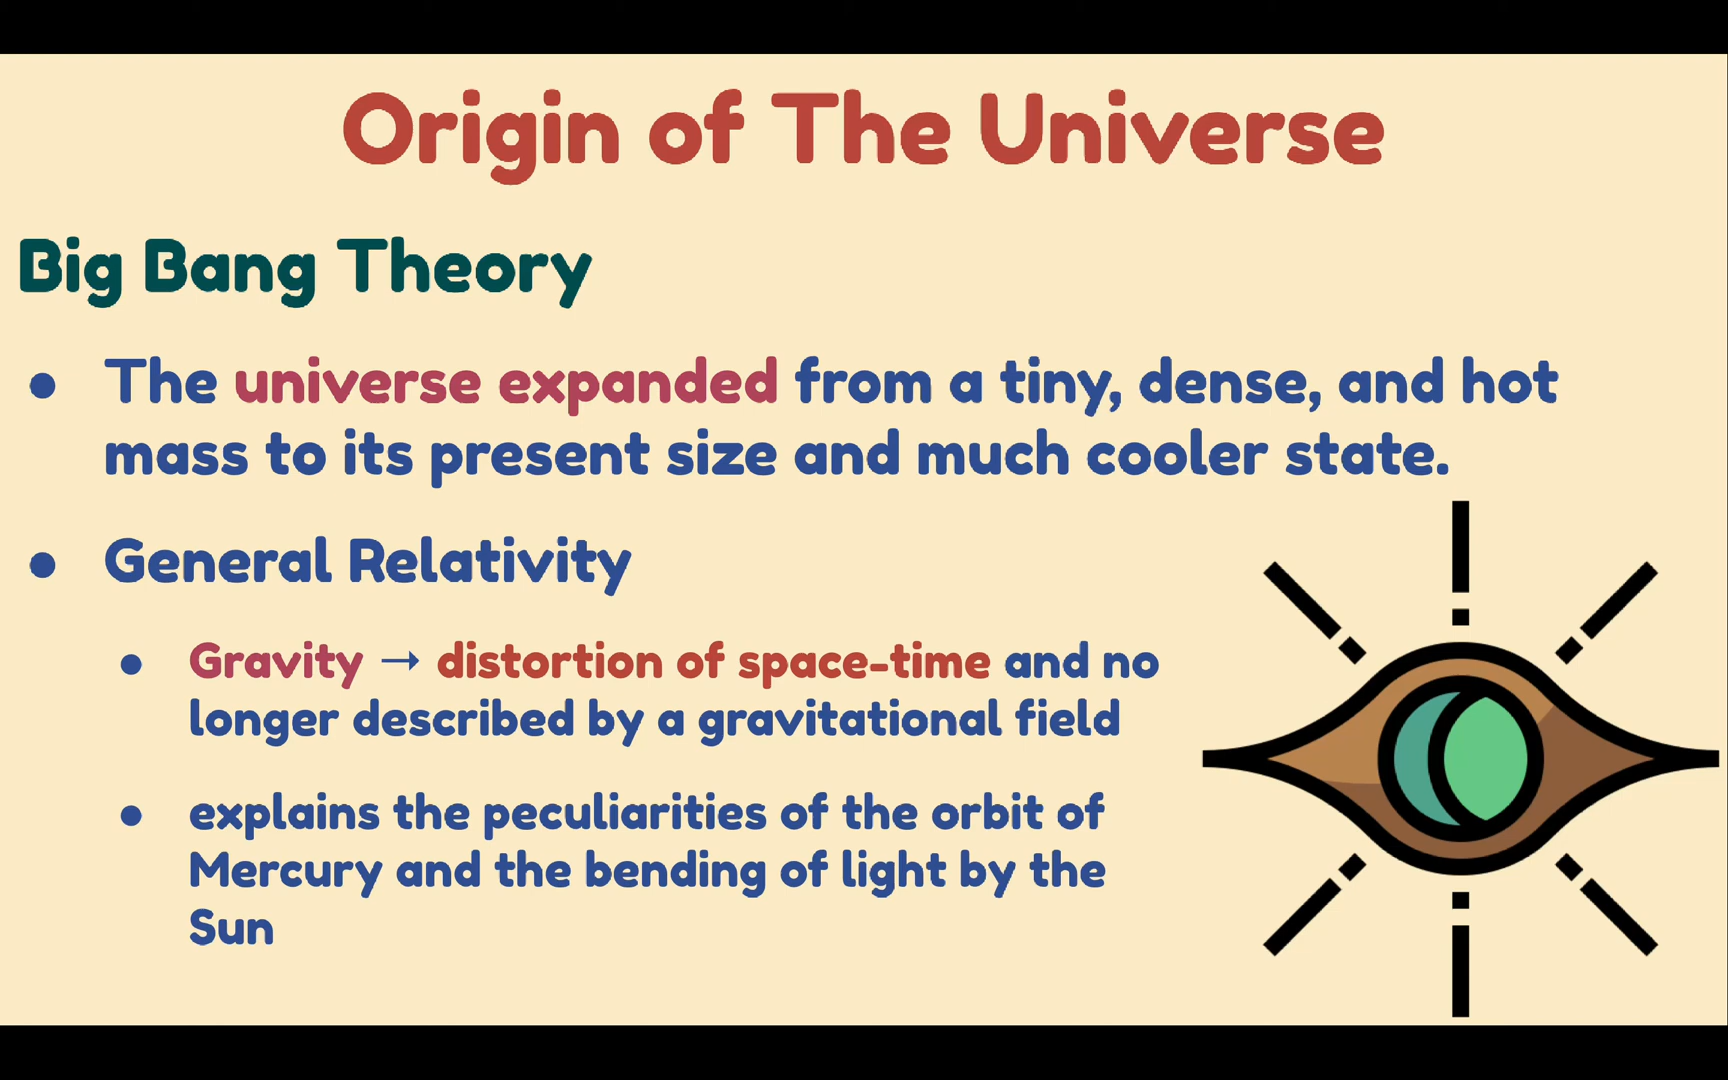 Origin of The Universe
Big Bang Theory
● The universe expanded from a tiny, dense, and hot
mass to its present size and much cooler state.
● General Relativity
● Gravity → distortion of space-time and no
longer described by a gravitational field
● explains the peculiarities of the orbit of
Mercury and the bending of light by the
Sun